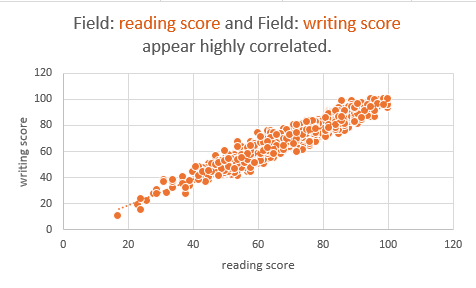 Field: reading score and Field: writing score
appear highly correlated.
120
100
80
60
40
20
0
writing score
0 20 40 60 80 100 120
reading score